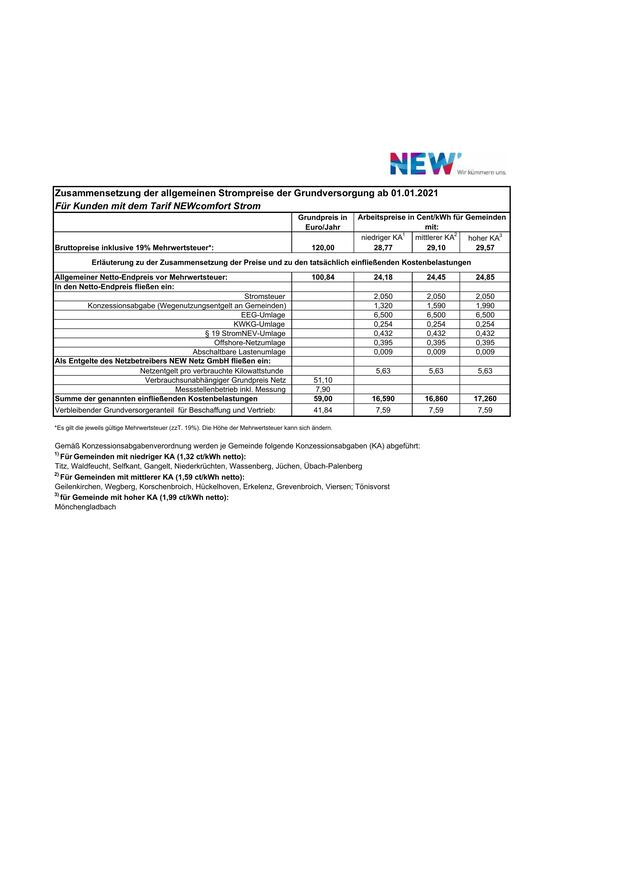 NEW
Wir kümmern uns.
Zusammensetzung der allgemeinen Strompreise der Grundversorgung ab 01.01.2021
Für Kunden mit dem Tarif NEWcomfort Strom
Grundpreis in Euro/Jahr Arbeitspreise in Cent/kWh für Gemeinden mit:
niedriger KA1 mittlerer KA2 hoher KA3
Bruttopreise inklusive 19% Mehrwertsteuer*: 120,00 28,77 29,10 29,57
Erläuterung zu der Zusammensetzung der Preise und zu den tatsächlich einfließenden Kostenbelastungen
Allgemeiner Netto-Endpreis vor Mehrwertsteuer: 100,84 24,18 24,45 24,85
In den Netto-Endpreis fließen ein:
Stromsteuer 2,050 2,050 2,050
Konzessionsabgabe (Wegenutzungsentgelt an Gemeinden) 1,320 1,590 1,990
EEG-Umlage 6,500 6,500 6,500
KWKG-Umlage 0,254 0,254 0,254
§ 19 StromNEV-Umlage 0,432 0,432 0,432
Offshore-Netzumlage 0,395 0,395 0,395
Abschaltbare Lastenumlage 0,009 0,009 0,009
Als Entgelte des Netzbetreibers NEW Netz GmbH fließen ein:
Netzentgelt pro verbrauchte Kilowattstunde 5,63 5,63 5,63
Verbrauchsunabhängiger Grundpreis Netz 51,10
Messstellenbetrieb inkl. Messung 7,90
Summe der genannten einfließenden Kostenbelastungen 59,00 16,590 16,860 17,260
Verbleibender Grundversorgeranteil für Beschaffung und Vertrieb: 41,84 7,59 7,59 7,59
*Es gilt die jeweils gültige Mehrwertsteuer (zzT. 19%). Die Höhe der Mehrwertsteuer kann sich ändern.
Gemäß Konzessionsabgabenverordnung werden je Gemeinde folgende Konzessionsabgaben (KA) abgeführt:
1) Für Gemeinden mit niedriger KA (1,32 ct/kWh netto):
Titz, Waldfeucht, Selfkant, Gangelt, Niederkrüchten, Wassenberg, Jüchen, Übach-Palenberg
2) Für Gemeinden mit mittlerer KA (1,59 ct/kWh netto):
Geilenkirchen, Wegberg, Korschenbroich, Hückelhoven, Erkelenz, Grevenbroich, Viersen; Tönisvorst
3) für Gemeinde mit hoher KA (1,99 ct/kWh netto):
Mönchengladbach